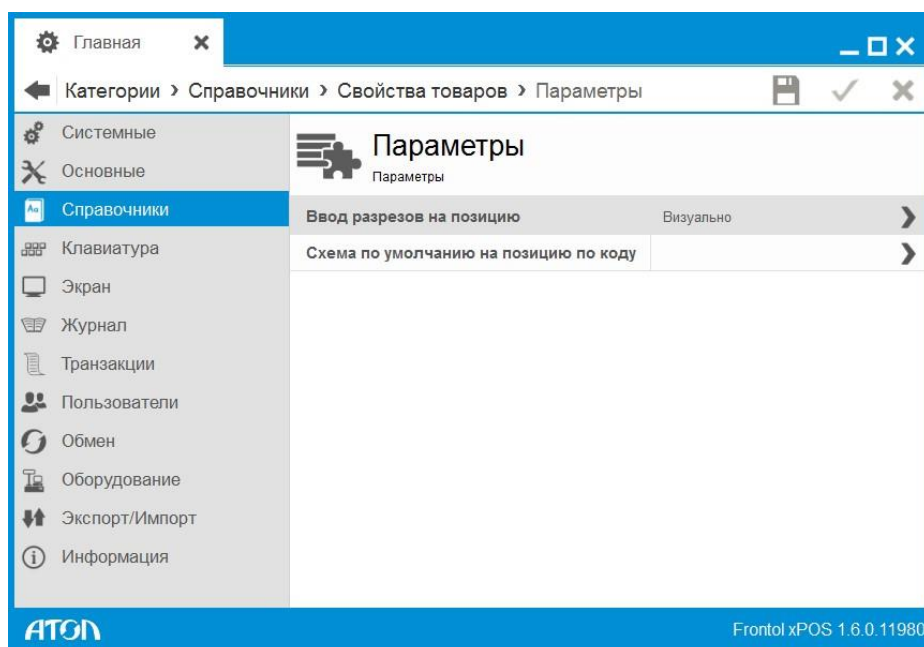 Главная
Категории > Справочники > Свойства товаров > Параметры
Системные
Основные
Справочники
Клавиатура
Экран
Журнал
Транзакции
Пользователи
Обмен
Оборудование
Экспорт/Импорт
Информация
Параметры
Параметры
Ввод разрезов на позицию Визуально
Схема по умолчанию на позицию по коду
АТОЛ
Frontol xPOS 1.6.0.11980